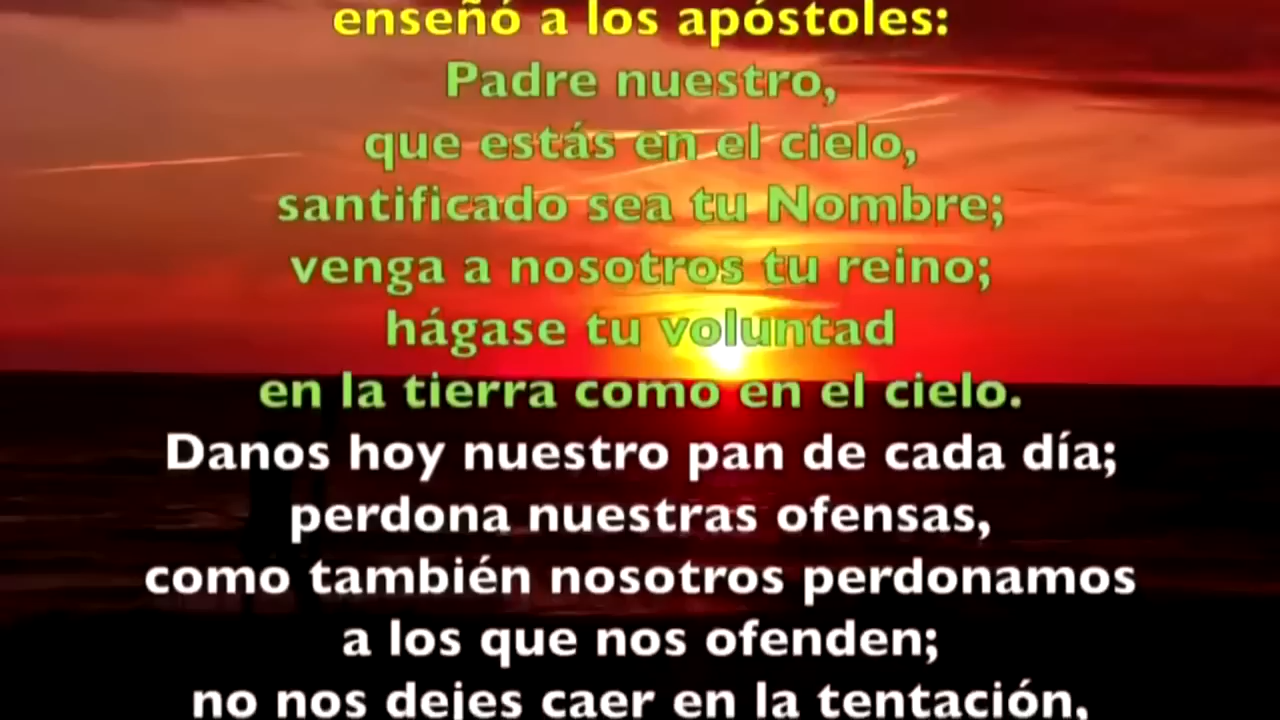 enseñó a los apóstoles:
Padre nuestro,
que estás en el cielo,
santificado sea tu Nombre;
venga a nosotros tu reino;
hágase tu voluntad
en la tierra como en el cielo.
Danos hoy nuestro pan de cada día;
perdona nuestras ofensas,
como también nosotros perdonamos
a los que nos ofenden;
no nos dejes caer en la tentación,